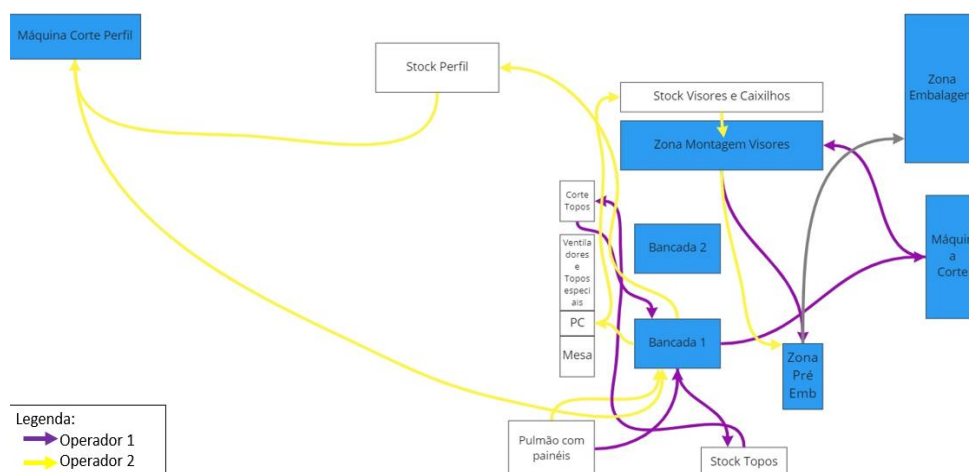 Máquina Corte Perfil
Stock Perfil
Stock Visores e Caixilhos
Zona
Embalagem
Zona Montagem Visores
Corte
Topos
Ventila
dores e
Topos
especi
ais
Bancada 2
Máquin
a
Corte
PC
Mesa
Bancada 1
Zona
Pré
Emb
Legenda:
Operador 1
Operador 2
Pulmão com
painéis
Stock Topos